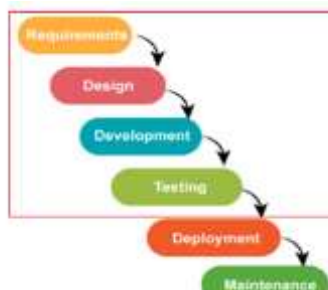 Requirements
Design
Development
Testing
Deployment
Maintenance